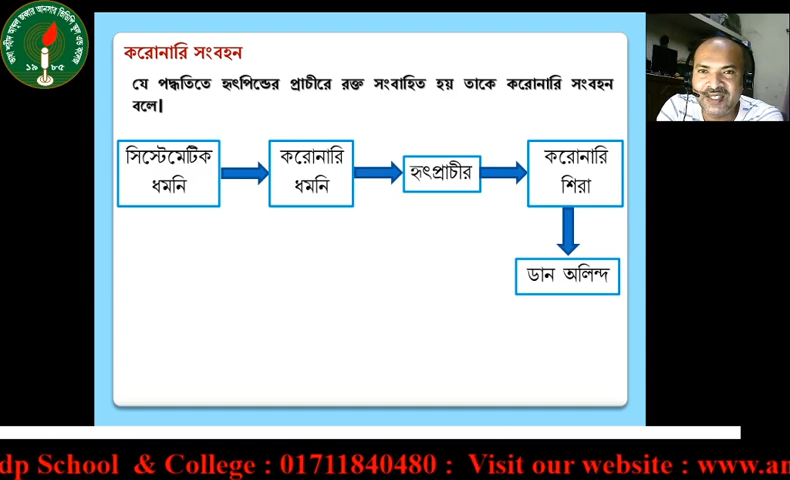 করোনারি সংবহন
যে পদ্ধতিতে হৃৎপিন্ডের প্রাচীরে রক্ত সংবাহিত হয় তাকে করোনারি সংবহন
বলে।
সিস্টেমেটিক
ধমনি
করোনারি
ধমনি
হৃৎপ্রাচীর
করোনারি
শিরা
ডান অলিন্দ
১৯ ৮৫
dp School & College : 01711840480 : Visit our website : www.an